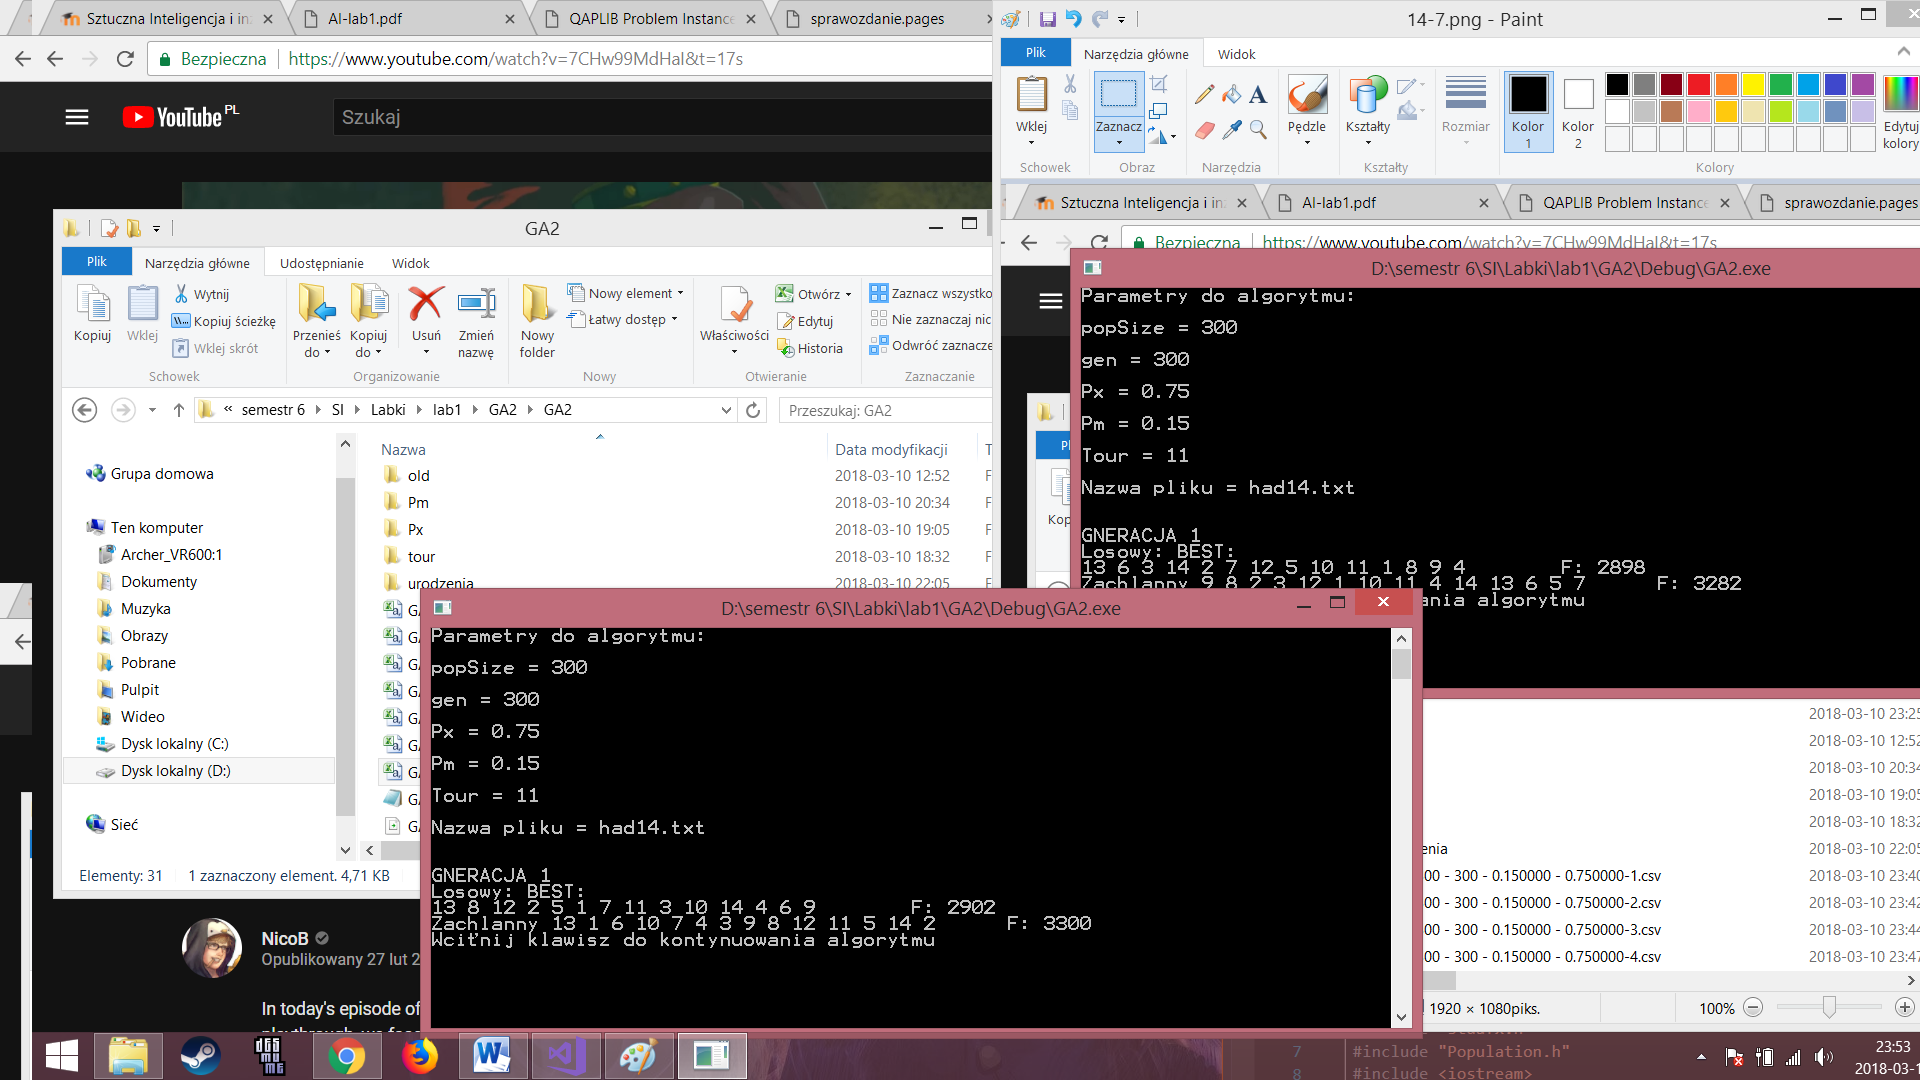 Sztuczna Inteligencja i in
AI-lab1.pdf
QAPLIB Problem Instance
sprawozdanie.pages
Bezpieczna
https://www.youtube.com/watch?v=7CHw99MdHaI&t=17s
YouTube PL
Szukaj
GA2
Plik
Narzędzia główne
Udostępnianie
Widok
Kopiuj
Wklej
Wytnij
Kopiuj ścieżkę
Wklej skrót
Schowek
Przenieś do
Kopiuj do
Usuń
Zmień nazwę
Organizowanie
Nowy folder
Nowy element
Łatwy dostęp
Nowy
Właściwości
Otwórz
Edytuj
Historia
Otwieranie
Zaznacz wszystko
Nie zaznaczaj nic
Odwróć zaznacze
Zaznaczanie
« semestr 6 SI Labki lab1 GA2 GA2
Przeszukaj: GA2
Nazwa
Data modyfikacji
old 2018-03-10 12:52
Pm 2018-03-10 20:34
Px 2018-03-10 19:05
tour 2018-03-10 18:32
urodzenia 2018-03-10 22:05
Grupa domowa
Ten komputer
Archer_VR600:1
Dokumenty
Muzyka
Obrazy
Pobrane
Pulpit
Wideo
Dysk lokalny (C:)
Dysk lokalny (D:)
Sieć
Elementy: 31
1 zaznaczony element. 4,71 KB
NicoB
Opublikowany 27 lut 2
In today's episode of
14-7.png - Paint
Plik
Narzędzia główne
Widok
Wklej
Schowek
Zaznacz
Obraz
Narzędzia
Pędzle
Kształty
Kształty
Rozmiar
Kolor 1
Kolor 2
Edytuj kolory
Kolory
Sztuczna Inteligencja i in
AI-lab1.pdf
QAPLIB Problem Instance
sprawozdanie.pages
Bezpieczna
https://www.youtube.com/watch?v=7CHw99MdHaI&t=17s
D:\semestr 6\SI\Labki\lab1\GA2\Debug\GA2.exe
Parametry do algorytmu:
popSize = 300
gen = 300
Px = 0.75
Pm = 0.15
Tour = 11
Nazwa pliku = had14.txt
GNERACJA 1
Losowy: BEST:
13 6 3 14 2 7 12 5 10 11 1 8 9 4 F: 2898
Zachlanny 9 8 2 3 12 1 10 11 4 14 13 6 5 7 F: 3282
ania algorytmu
D:\semestr 6\SI\Labki\lab1\GA2\Debug\GA2.exe
Parametry do algorytmu:
popSize = 300
gen = 300
Px = 0.75
Pm = 0.15
Tour = 11
Nazwa pliku = had14.txt
GNERACJA 1
Losowy: BEST:
13 8 12 2 5 1 7 11 3 10 14 4 6 9 F: 2902
Zachlanny 13 1 6 10 7 4 3 9 8 12 11 5 14 2 F: 3300
Wciťnij klawisz do kontynuowania algorytmu
2018-03-10 23:25
2018-03-10 12:52
2018-03-10 20:34
2018-03-10 19:05
2018-03-10 18:32
enia 2018-03-10 22:05
00 - 300 - 0.150000 - 0.750000-1.csv 2018-03-10 23:40
00 - 300 - 0.150000 - 0.750000-2.csv 2018-03-10 23:42
00 - 300 - 0.150000 - 0.750000-3.csv 2018-03-10 23:44
00 - 300 - 0.150000 - 0.750000-4.csv 2018-03-10 23:47
1920 × 1080piks.
100%
7 #include "Population.h"
8 #include <iostream>
23:53
2018-03-1